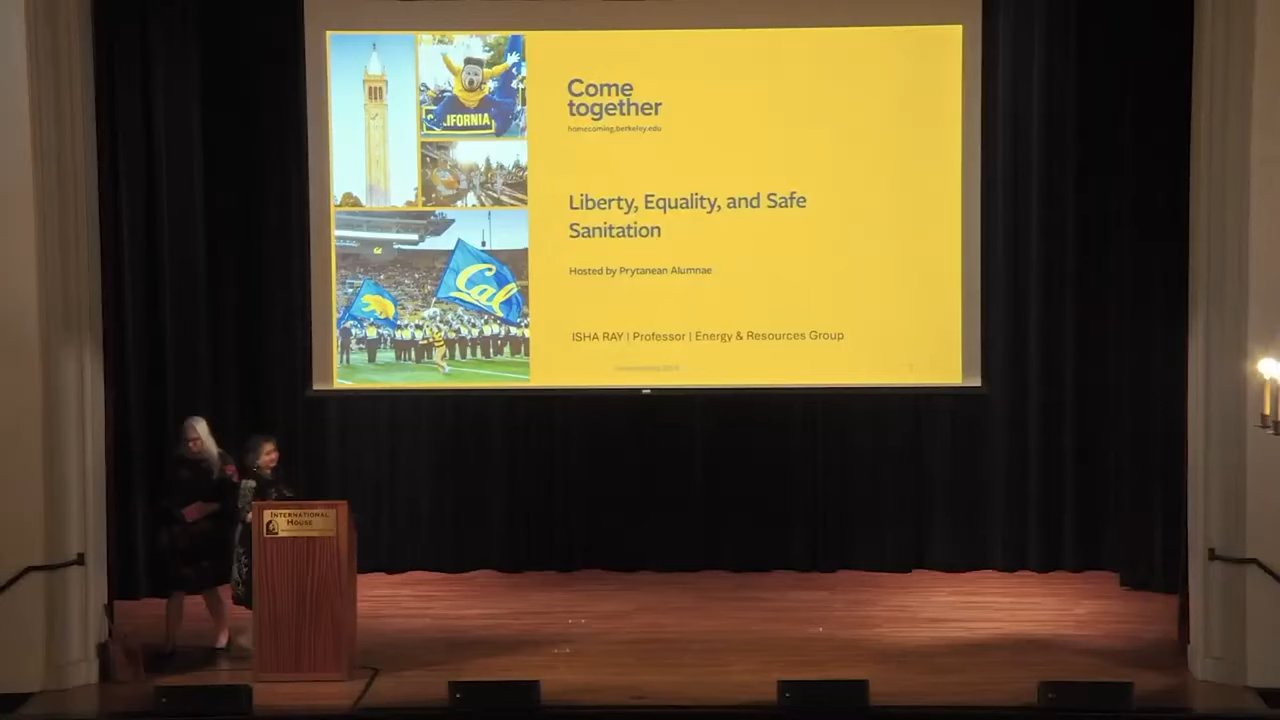 Come
together
homecoming.berkeley.edu
Liberty, Equality, and Safe
Sanitation
Hosted by Prytanean Alumnae
ISHA RAY | Professor | Energy & Resources Group
IFORNIA
Cal
INTERNATIONAL
HOUSE